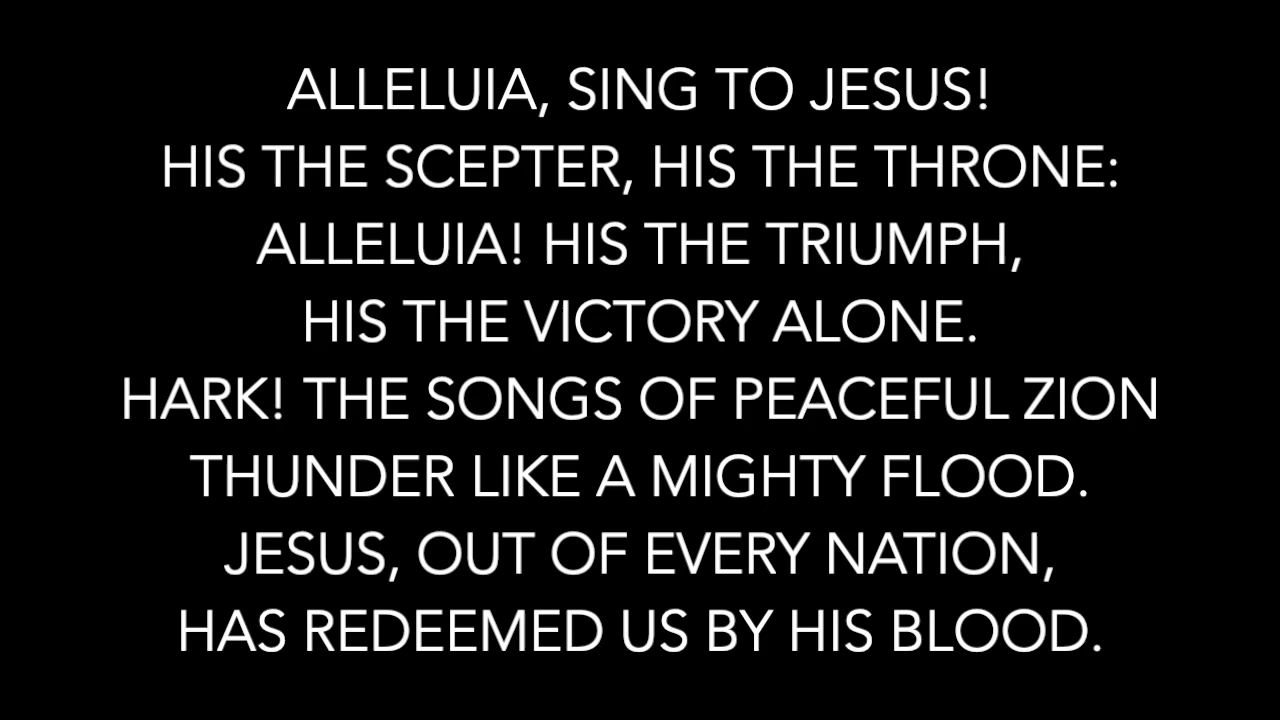 ALLELUIA, SING TO JESUS!
HIS THE SCEPTER, HIS THE THRONE:
ALLELUIA! HIS THE TRIUMPH,
HIS THE VICTORY ALONE.
HARK! THE SONGS OF PEACEFUL ZION
THUNDER LIKE A MIGHTY FLOOD.
JESUS, OUT OF EVERY NATION,
HAS REDEEMED US BY HIS BLOOD.